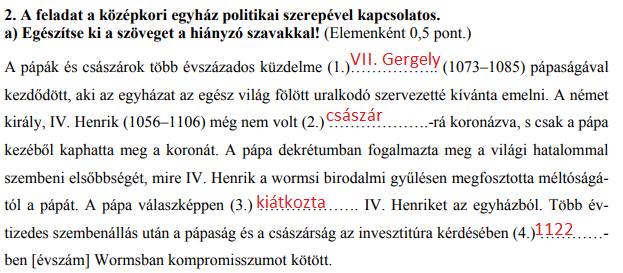 2. A feladat a középkori egyház politikai szerepével kapcsolatos.
a) Egészítse ki a szöveget a hiányzó szavakkal! (Elemenként 0,5 pont.)
A pápák és császárok több évszázados küzdelme (1.) VII. Gergely (1073–1085) pápaságával
kezdődött, aki az egyházat az egész világ fölött uralkodó szervezetté kívánta emelni. A német
király, IV. Henrik (1056–1106) még nem volt (2.) császár....................-rá koronázva, s csak a pápa
kezéből kaphatta meg a koronát. A pápa dekrétumban fogalmazta meg a világi hatalommal
szembeni elsőbbségét, mire IV. Henrik a wormsi birodalmi gyűlésen megfosztotta méltóságá-
tól a pápát. A pápa válaszképpen (3.) kiátkozta...... IV. Henriket az egyházból. Több év-
tizedes szembenállás után a pápaság és a császárság az invesztitúra kérdésében (4.) 1122............-
ben [évszám] Wormsban kompromisszumot kötött.